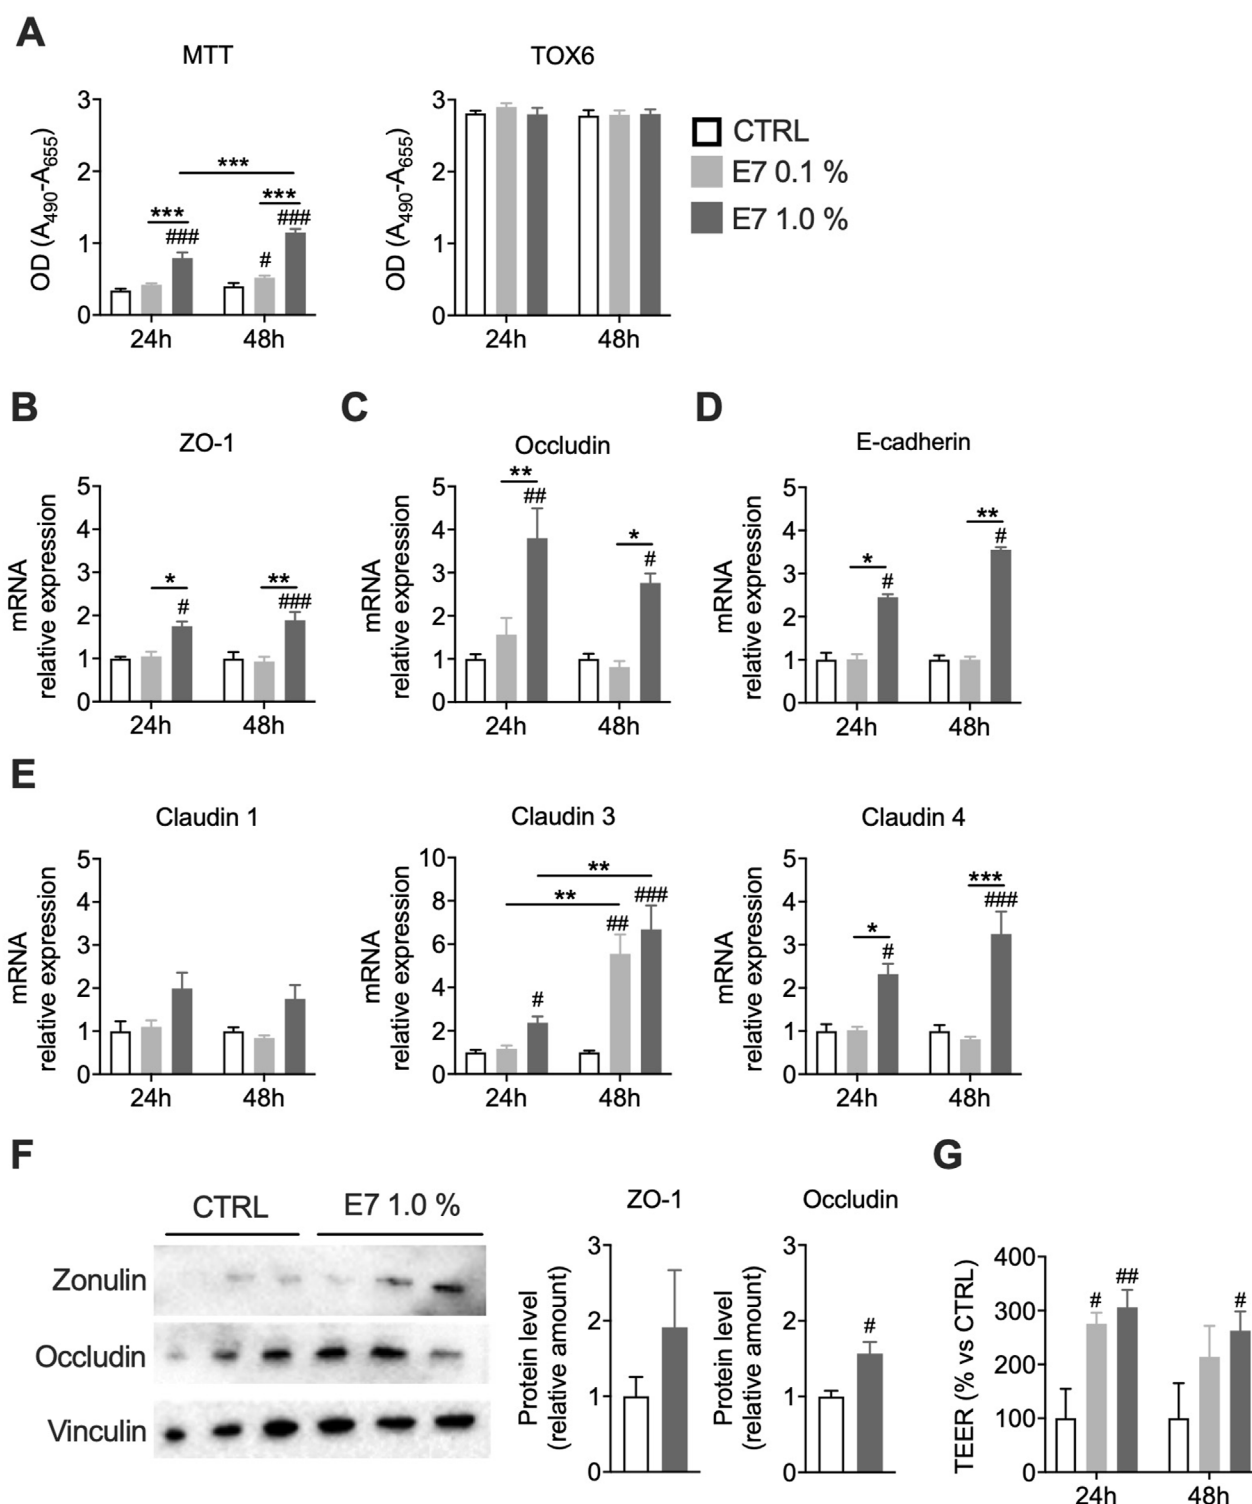 A
MTT
TOX6
OD (A490-A655)
3
2
1
0
***
***
###
***
#
###
24h
48h
OD (A490-A655)
3
2
1
0
24h
48h
CTRL
E7 0.1 %
E7 1.0 %
B
ZO-1
mRNA
relative expression
5
4
3
2
1
0
*
#
**
###
24h
48h
C
Occludin
mRNA
relative expression
5
4
3
2
1
0
**
##
*
#
24h
48h
D
E-cadherin
mRNA
relative expression
5
4
3
2
1
0
*
#
**
#
24h
48h
E
Claudin 1
mRNA
relative expression
5
4
3
2
1
0
24h
48h
Claudin 3
mRNA
relative expression
10
8
6
4
2
0
**
**
#
##
###
24h
48h
Claudin 4
mRNA
relative expression
5
4
3
2
1
0
*
#
***
###
24h
48h
F
CTRL
E7 1.0 %
Zonulin
Occludin
Vinculin
ZO-1
Protein level
(relative amount)
3
2
1
0
Occludin
Protein level
(relative amount)
3
2
1
0
#
G
TEER (% vs CTRL)
400
300
200
100
0
#
##
#
24h
48h